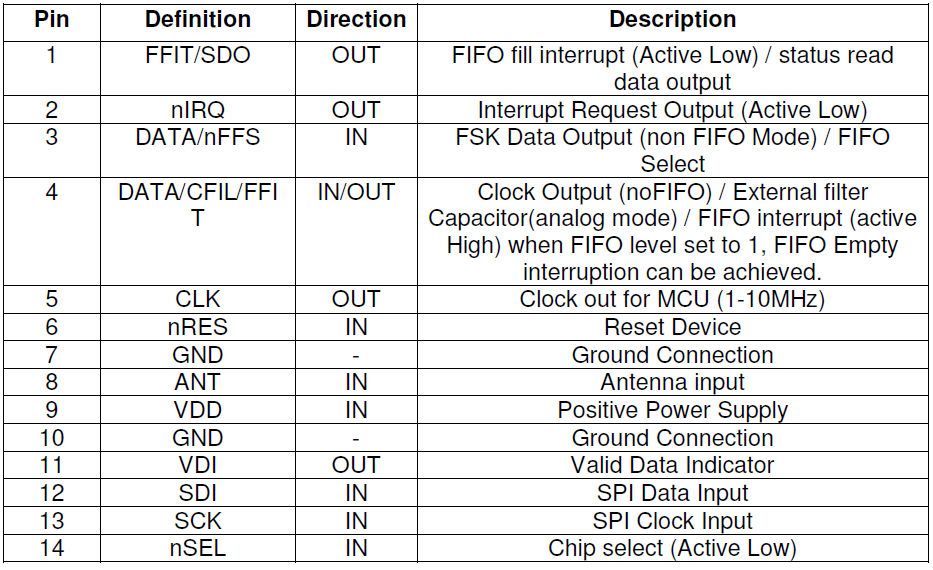 Pin Definition Direction Description
1 FFIT/SDO OUT FIFO fill interrupt (Active Low) / status read
data output
2 nIRQ OUT Interrupt Request Output (Active Low)
3 DATA/nFFS IN FSK Data Output (non FIFO Mode) / FIFO
Select
4 DATA/CFIL/FFI IN/OUT Clock Output (noFIFO) / External filter
T Capacitor(analog mode) / FIFO interrupt (active
High) when FIFO level set to 1, FIFO Empty
interruption can be achieved.
5 CLK OUT Clock out for MCU (1-10MHz)
6 nRES IN Reset Device
7 GND - Ground Connection
8 ANT IN Antenna input
9 VDD IN Positive Power Supply
10 GND - Ground Connection
11 VDI OUT Valid Data Indicator
12 SDI IN SPI Data Input
13 SCK IN SPI Clock Input
14 nSEL IN Chip select (Active Low)